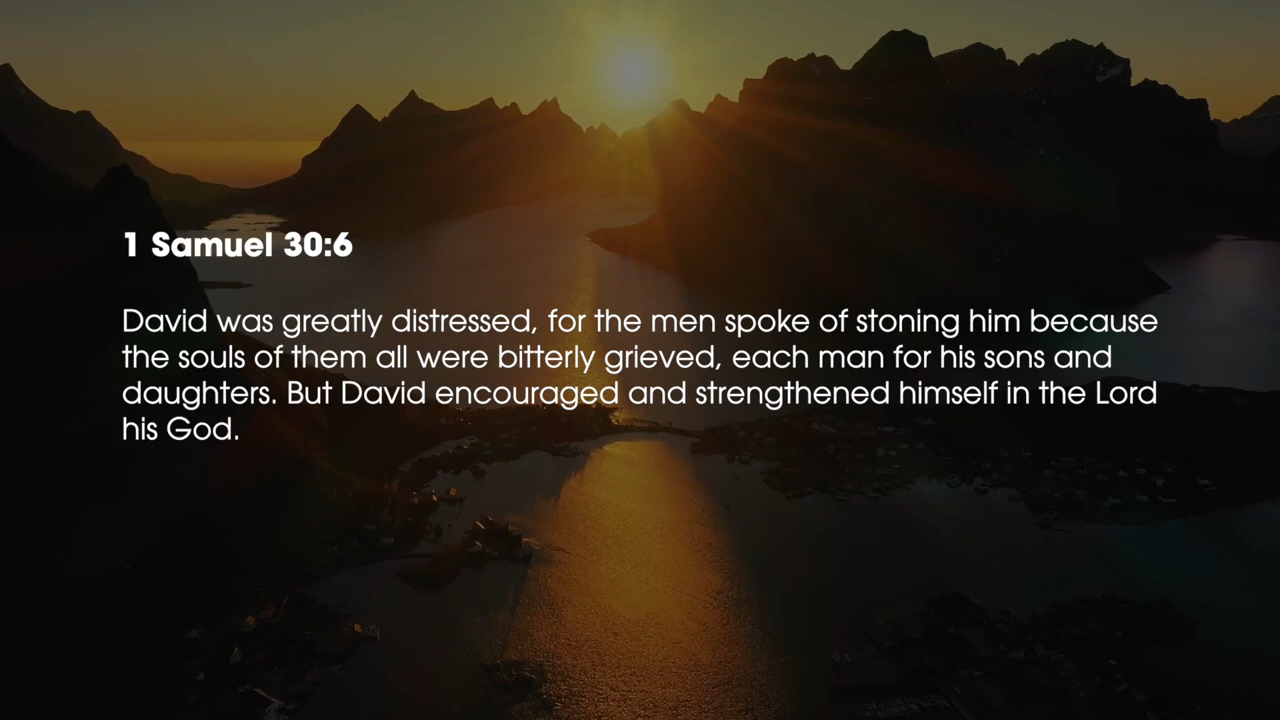 1 Samuel 30:6
David was greatly distressed, for the men spoke of stoning him because
the souls of them all were bitterly grieved, each man for his sons and
daughters. But David encouraged and strengthened himself in the Lord
his God.